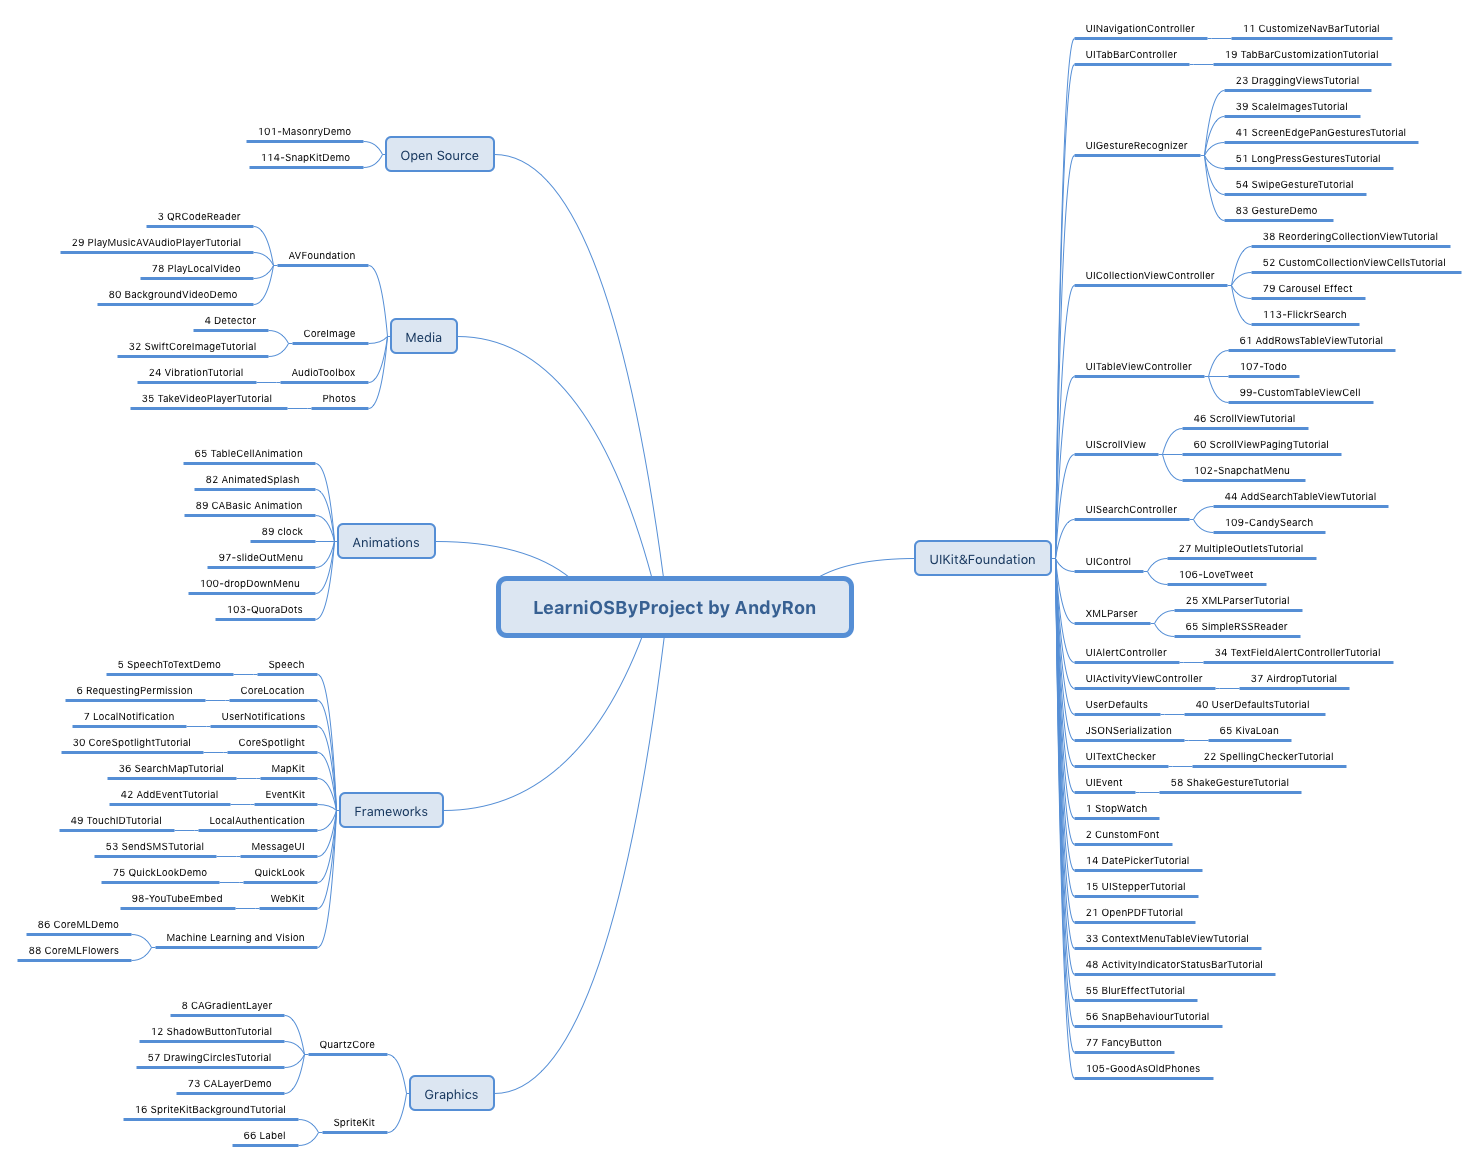 LearniOSByProject by AndyRon
Open Source
101-MasonryDemo
114-SnapKitDemo
Media
AVFoundation
3 QRCodeReader
29 PlayMusicAVAudioPlayerTutorial
78 PlayLocalVideo
80 BackgroundVideoDemo
CoreImage
4 Detector
32 SwiftCoreImageTutorial
AudioToolbox
24 VibrationTutorial
Photos
35 TakeVideoPlayerTutorial
Animations
65 TableCellAnimation
82 AnimatedSplash
89 CABasic Animation
89 clock
97-slideOutMenu
100-dropDownMenu
103-QuoraDots
Frameworks
Speech
5 SpeechToTextDemo
CoreLocation
6 RequestingPermission
UserNotifications
7 LocalNotification
CoreSpotlight
30 CoreSpotlightTutorial
MapKit
36 SearchMapTutorial
EventKit
42 AddEventTutorial
LocalAuthentication
49 TouchIDTutorial
MessageUI
53 SendSMSTutorial
QuickLook
75 QuickLookDemo
WebKit
98-YouTubeEmbed
Machine Learning and Vision
86 CoreMLDemo
88 CoreMLFlowers
Graphics
QuartzCore
8 CAGradientLayer
12 ShadowButtonTutorial
57 DrawingCirclesTutorial
73 CALayerDemo
SpriteKit
16 SpriteKitBackgroundTutorial
66 Label
UIKit&Foundation
UINavigationController
11 CustomizeNavBarTutorial
UITabBarController
19 TabBarCustomizationTutorial
UIGestureRecognizer
23 DraggingViewsTutorial
39 ScaleImagesTutorial
41 ScreenEdgePanGesturesTutorial
51 LongPressGesturesTutorial
54 SwipeGestureTutorial
83 GestureDemo
UICollectionViewController
38 ReorderingCollectionViewTutorial
52 CustomCollectionViewCellsTutorial
79 Carousel Effect
113-FlickrSearch
UITableViewController
61 AddRowsTableViewTutorial
107-Todo
99-CustomTableViewCell
UIScrollView
46 ScrollViewTutorial
60 ScrollViewPagingTutorial
102-SnapchatMenu
UISearchController
44 AddSearchTableViewTutorial
109-CandySearch
UIControl
27 MultipleOutletsTutorial
106-LoveTweet
XMLParser
25 XMLParserTutorial
65 SimpleRSSReader
UIAlertController
34 TextFieldAlertControllerTutorial
UIActivityViewController
37 AirdropTutorial
UserDefaults
40 UserDefaultsTutorial
JSONSerialization
65 KivaLoan
UITextChecker
22 SpellingCheckerTutorial
UIEvent
58 ShakeGestureTutorial
1 StopWatch
2 CunstomFont
14 DatePickerTutorial
15 UIStepperTutorial
21 OpenPDFTutorial
33 ContextMenuTableViewTutorial
48 ActivityIndicatorStatusBarTutorial
55 BlurEffectTutorial
56 SnapBehaviourTutorial
77 FancyButton
105-GoodAsOldPhones